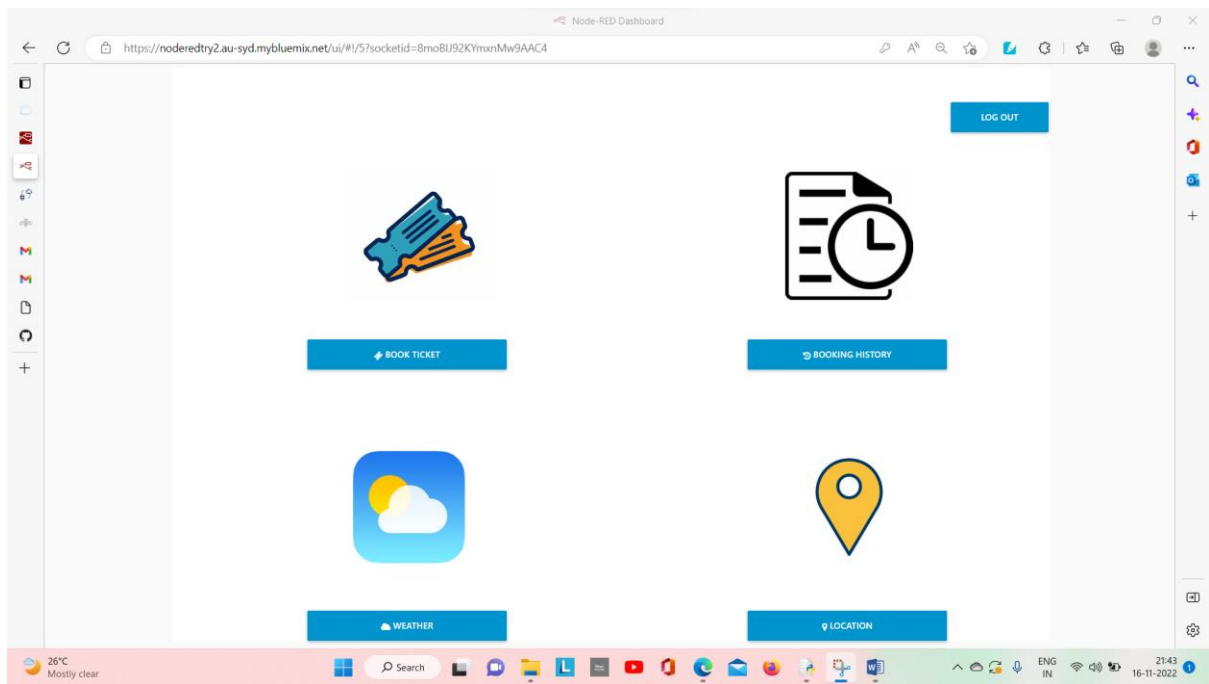 Node-RED Dashboard
https://noderedtry2.au-syd.mybluemix.net/ui/#!/5?socketid=8moBIJ92KYmxnMw9AAC4
LOG OUT
BOOK TICKET
BOOKING HISTORY
WEATHER
LOCATION
26°C
Mostly clear
Search
ENG
IN
21:43
16-11-2022
1